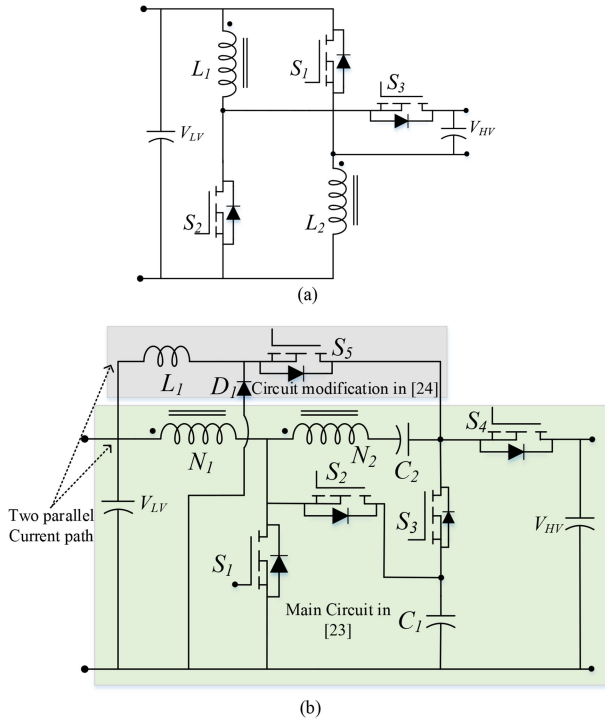 L1
S1
S3
VLV
VHV
S2
L2
(a)
S5
L1
D1
Circuit modification in [24]
S4
N1
N2
C2
S2
Two parallel
Current path
VLV
S3
VHV
S1
Main Circuit in
[23]
C1
(b)